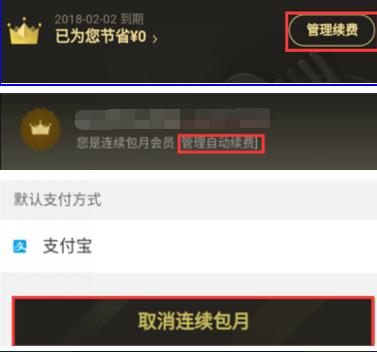 2018-02-02 到期
已为您节省¥0 >
管理续费
您是连续包月会员 [管理自动续费]
默认支付方式
支付宝
取消连续包月